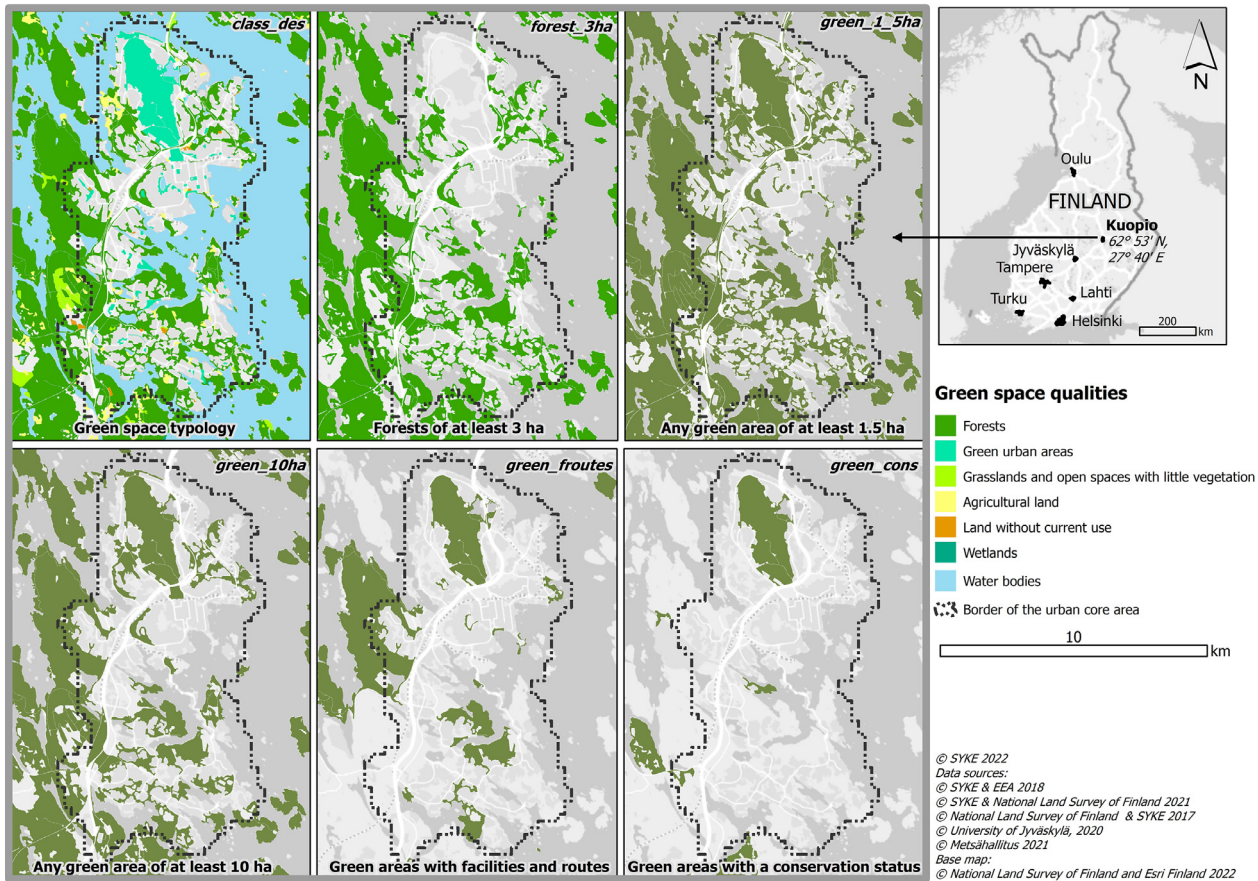 class_des
Green space typology
forest_3ha
Forests of at least 3 ha
green_1_5ha
Any green area of at least 1.5 ha
green_10ha
Any green area of at least 10 ha
green_froutes
Green areas with facilities and routes
green_cons
Green areas with a conservation status
N
Oulu
FINLAND
Kuopio
62° 53' N,
27° 40' E
Jyväskylä
Tampere
Lahti
Turku
Helsinki
200
km
Green space qualities
Forests
Green urban areas
Grasslands and open spaces with little vegetation
Agricultural land
Land without current use
Wetlands
Water bodies
Border of the urban core area
10
km
© SYKE 2022
Data sources:
© SYKE & EEA 2018
© SYKE & National Land Survey of Finland 2021
© National Land Survey of Finland & SYKE 2017
© University of Jyväskylä, 2020
© Metsähallitus 2021
Base map:
© National Land Survey of Finland and Esri Finland 2022